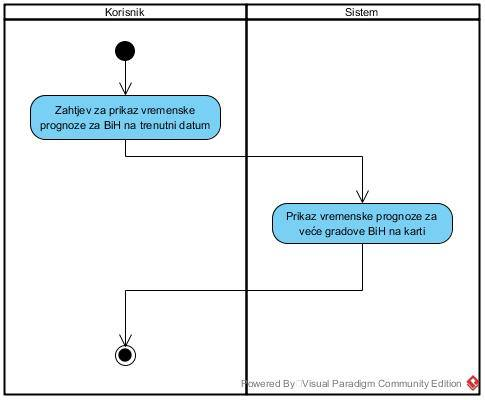 Korisnik
Sistem
Zahtjev za prikaz vremenske
prognoze za BiH na trenutni datum
Prikaz vremenske prognoze za
veće gradove BiH na karti
Powered By Visual Paradigm Community Edition